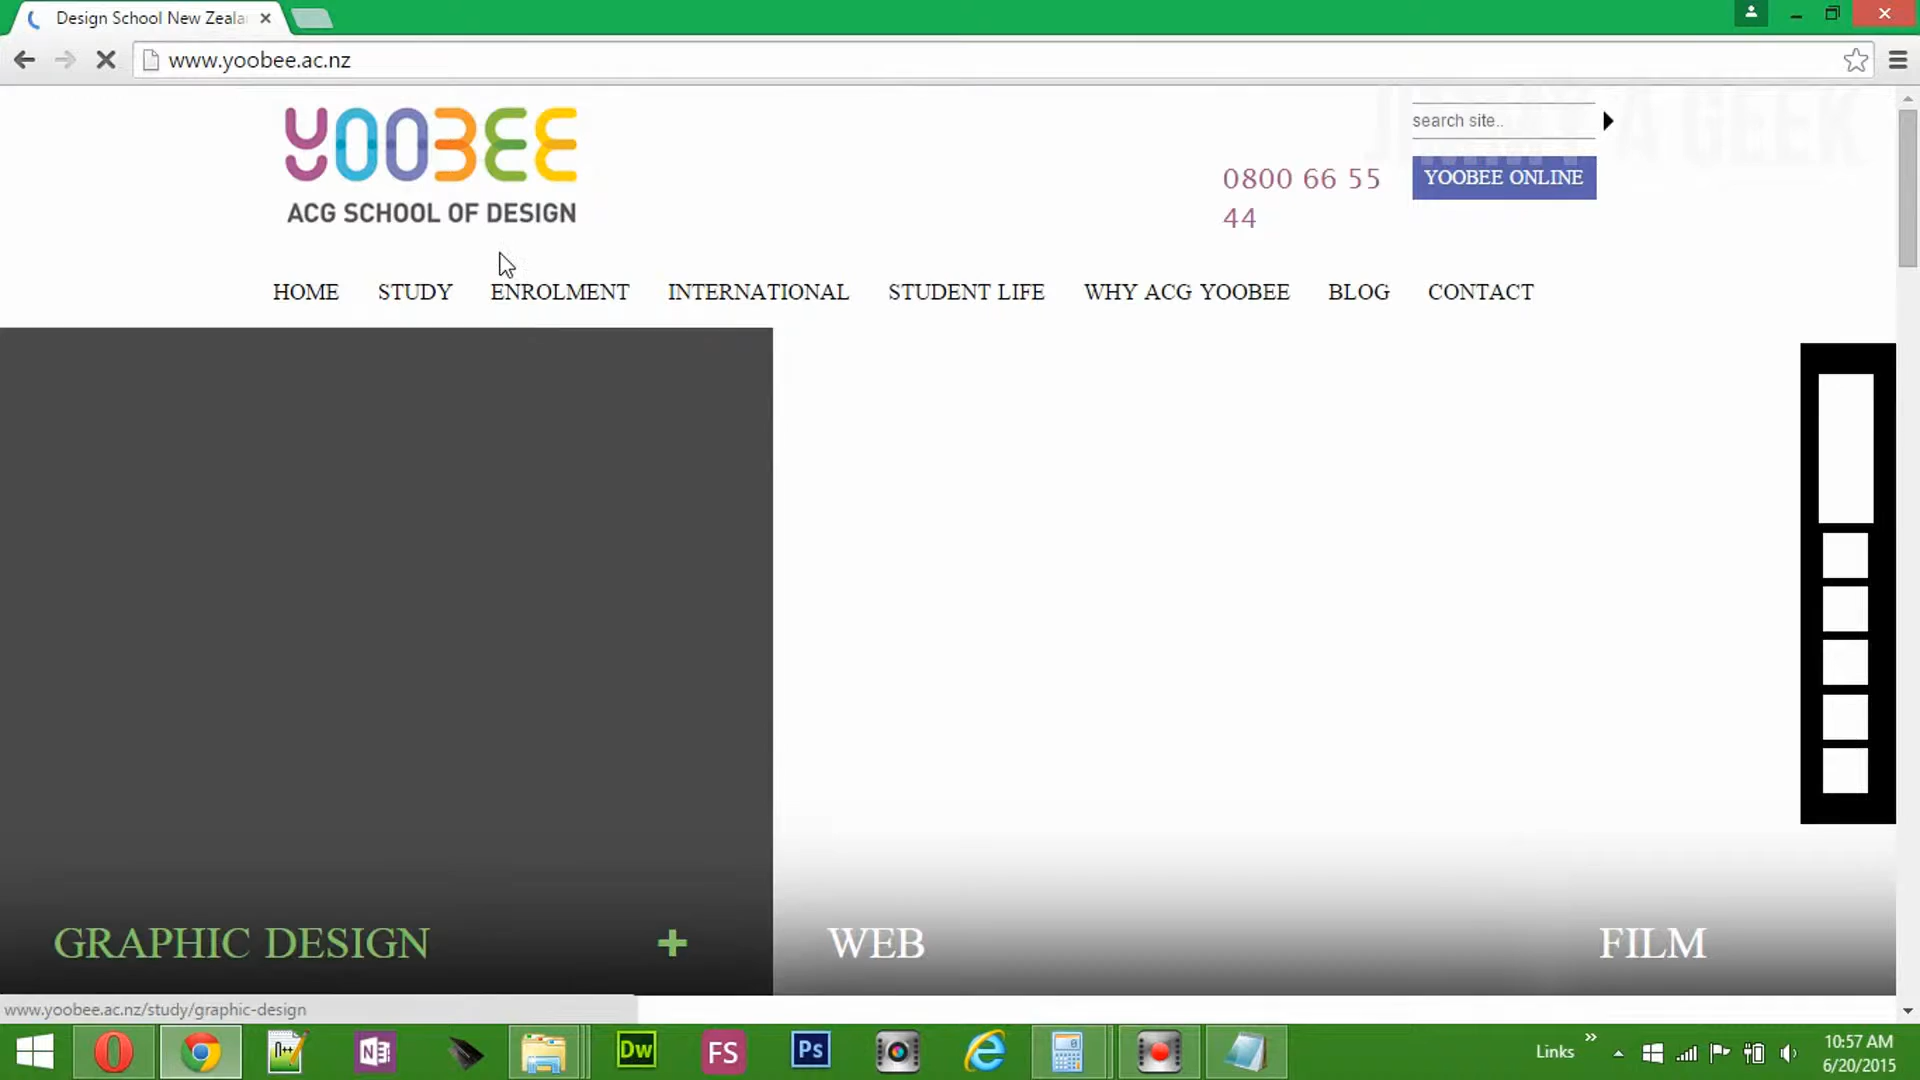 Design School New Zeala
www.yoobee.ac.nz
JIMMY A GEEK
YOOBEE
ACG SCHOOL OF DESIGN
search site..
0800 66 55
44
YOOBEE ONLINE
HOME STUDY ENROLMENT INTERNATIONAL STUDENT LIFE WHY ACG YOOBEE BLOG CONTACT
GRAPHIC DESIGN + WEB FILM
www.yoobee.ac.nz/study/graphic-design
N++ N Dw FS Ps
Links » 10:57 AM
6/20/2015